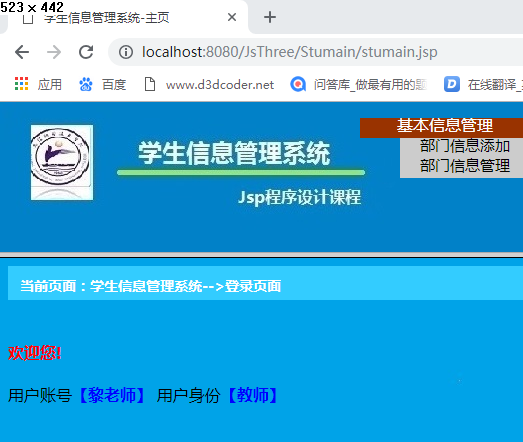 523 x 442
学生信息管理系统-主页
localhost:8080/JsThree/Stumain/stumain.jsp
应用 百度 www.d3dcoder.net 问答库_做最有用的题 在线翻译_
学生信息管理系统
Jsp程序设计课程
基本信息管理
部门信息添加
部门信息管理
当前页面：学生信息管理系统-->登录页面
欢迎您!
用户账号【黎老师】 用户身份【教师】